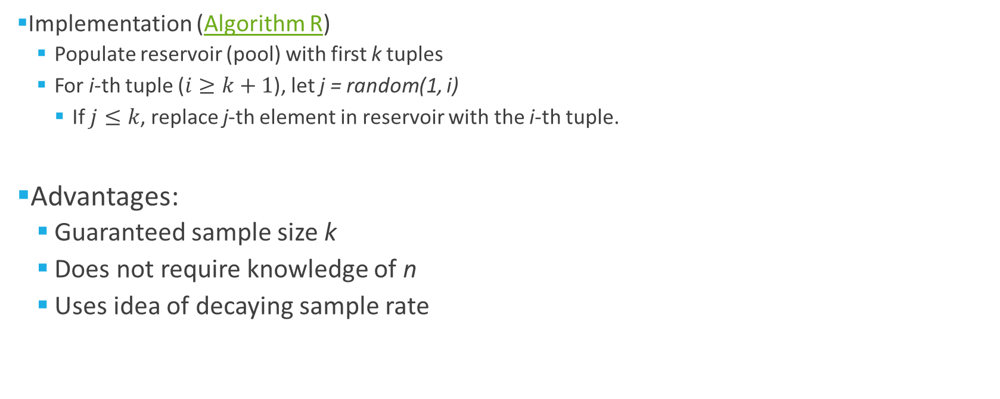 ▪Implementation (Algorithm R)
▪ Populate reservoir (pool) with first k tuples
▪ For i-th tuple (i ≥ k + 1), let j = random(1, i)
▪ If j ≤ k, replace j-th element in reservoir with the i-th tuple.
▪Advantages:
▪ Guaranteed sample size k
▪ Does not require knowledge of n
▪ Uses idea of decaying sample rate